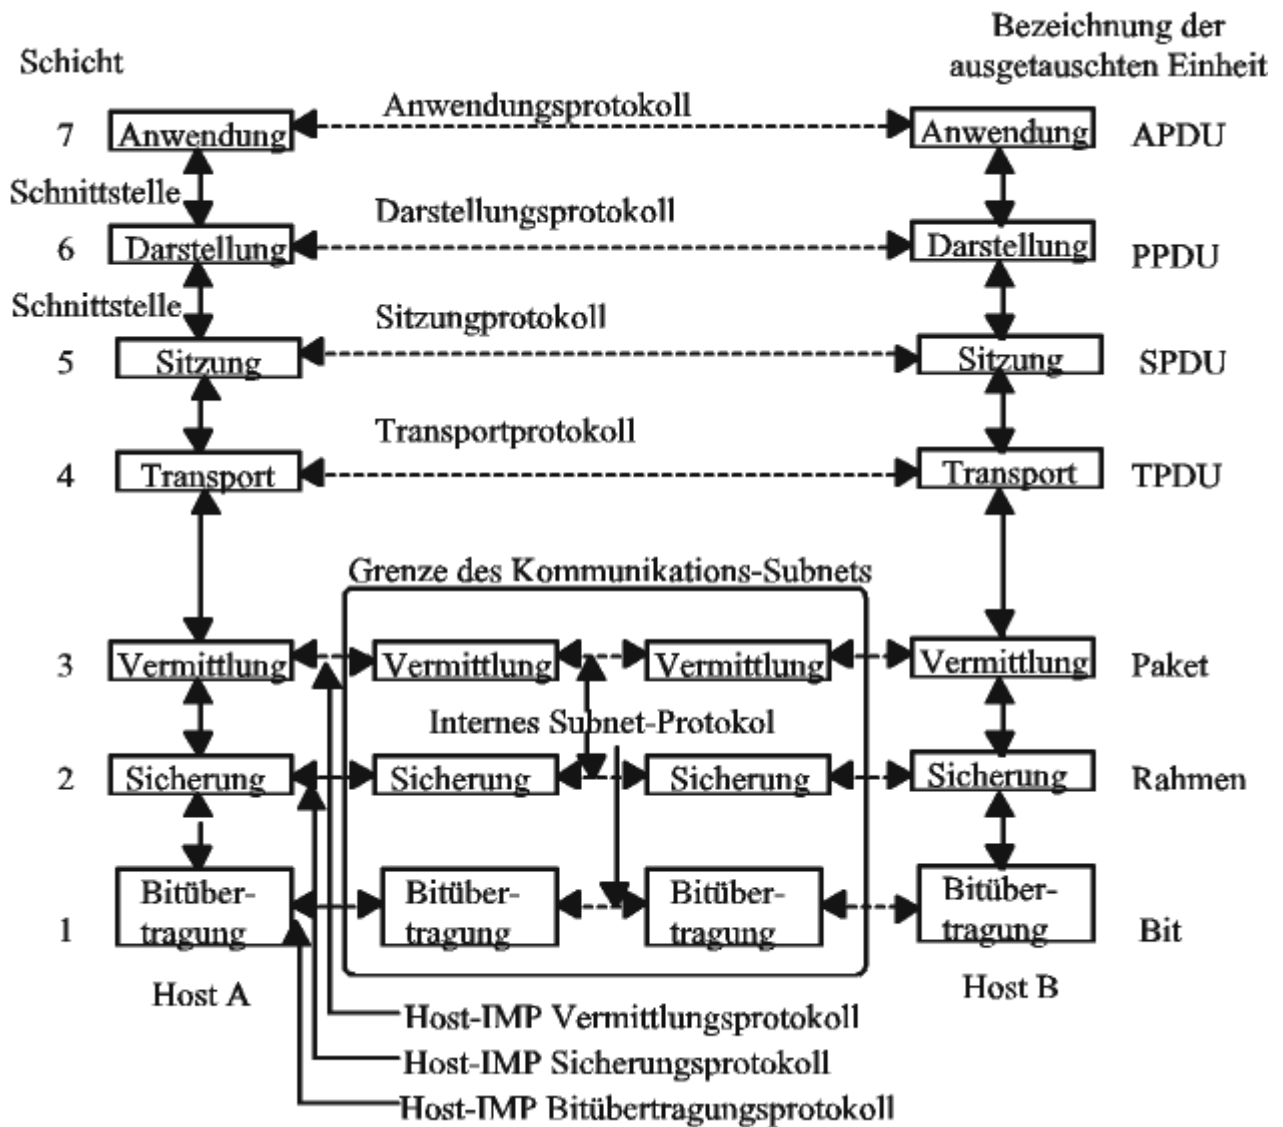 Bezeichnung der
ausgetauschten Einheit
Schicht
Anwendungsprotokoll
7 Anwendung Anwendung APDU
Schnittstelle
Darstellungsprotokoll
6 Darstellung Darstellung PPDU
Schnittstelle
Sitzungprotokoll
5 Sitzung Sitzung SPDU
Transportprotokoll
4 Transport Transport TPDU
Grenze des Kommunikations-Subnets
3 Vermittlung Vermittlung Vermittlung Vermittlung Paket
Internes Subnet-Protokol
2 Sicherung Sicherung Sicherung Sicherung Rahmen
Bitüber- Bitüber- Bitüber- Bitüber-
1 tragung tragung tragung tragung Bit
Host A Host B
Host-IMP Vermittlungsprotokoll
Host-IMP Sicherungsprotokoll
Host-IMP Bitübertragungsprotokoll